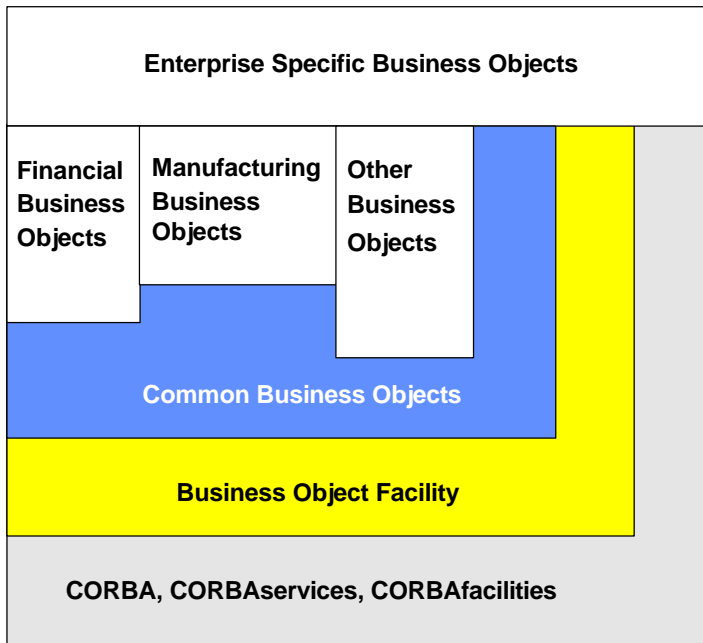 Enterprise Specific Business Objects
Financial
Business
Objects
Manufacturing
Business
Objects
Other
Business
Objects
Common Business Objects
Business Object Facility
CORBA, CORBAservices, CORBAfacilities